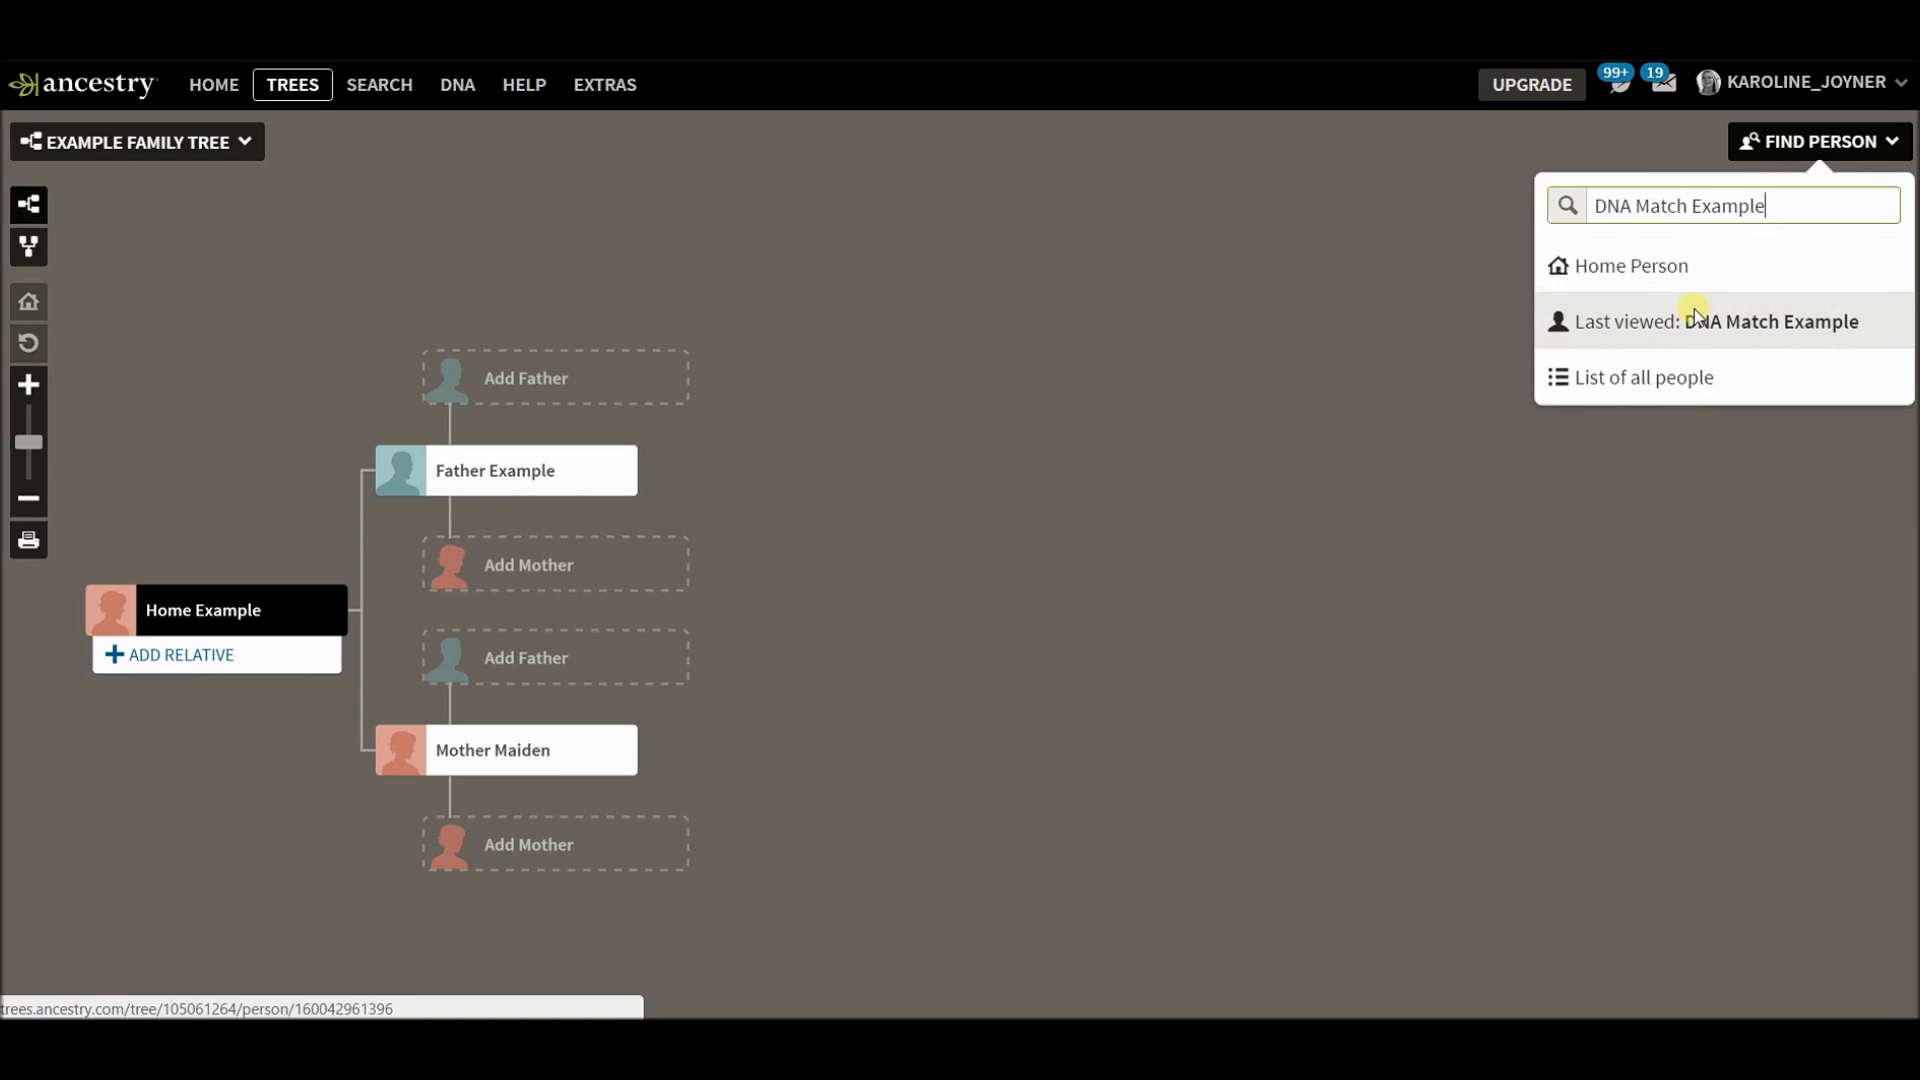 ancestry HOME TREES SEARCH DNA HELP EXTRAS UPGRADE 99+ 19 KAROLINE_JOYNER
EXAMPLE FAMILY TREE
FIND PERSON
DNA Match Example
Home Person
Last viewed: DNA Match Example
List of all people
Add Father
Father Example
Add Mother
Home Example
ADD RELATIVE
Add Father
Mother Maiden
Add Mother
trees.ancestry.com/tree/105061264/person/160042961396